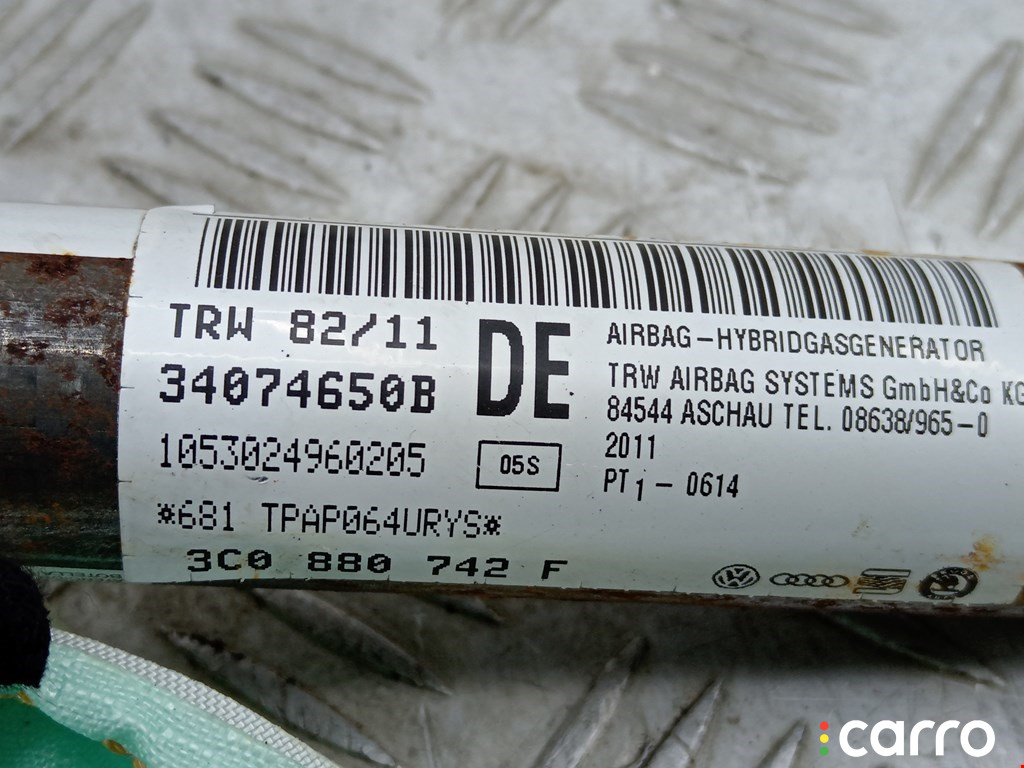 TRW 82/11
34074650B
1053024960205
*681 TPAP064URYS*
3C0 880 742 F
DE
05S
AIRBAG-HYBRIDGASGENERATOR
TRW AIRBAG SYSTEMS GmbH&Co KG
84544 ASCHAU TEL. 08638/965-0
2011
PT1 - 0614
carro